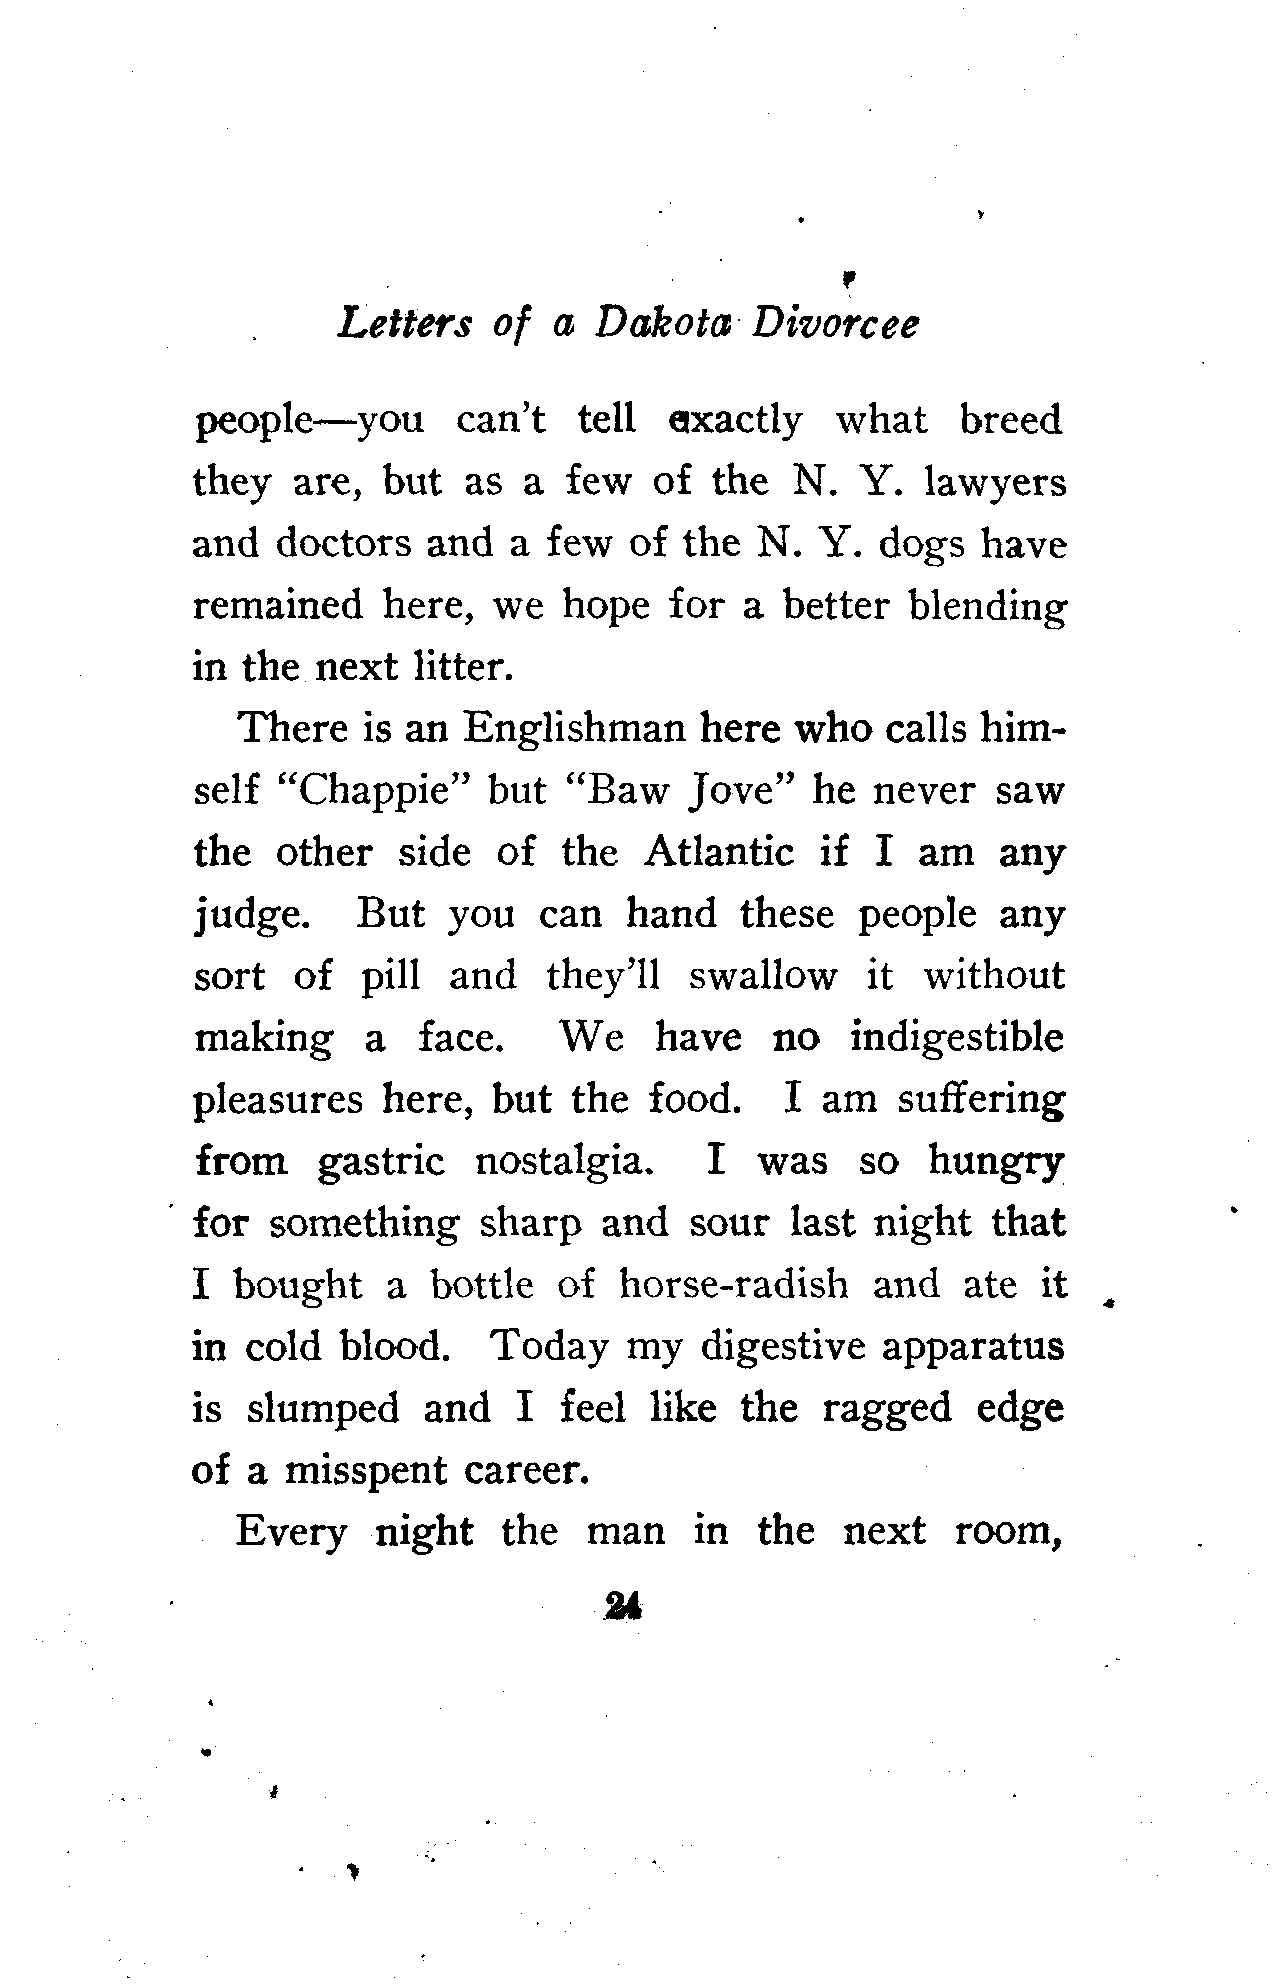 Letters of a Dakota Divorcee
people—you can't tell exactly what breed
they are, but as a few of the N. Y. lawyers
and doctors and a few of the N. Y. dogs have
remained here, we hope for a better blending
in the next litter.
There is an Englishman here who calls him-
self “Chappie” but “Baw Jove” he never saw
the other side of the Atlantic if I am any
judge. But you can hand these people any
sort of pill and they'll swallow it without
making a face. We have no indigestible
pleasures here, but the food. I am suffering
from gastric nostalgia. I was so hungry
for something sharp and sour last night that
I bought a bottle of horse-radish and ate it
in cold blood. Today my digestive apparatus
is slumped and I feel like the ragged edge
of a misspent career.
Every night the man in the next room,
24